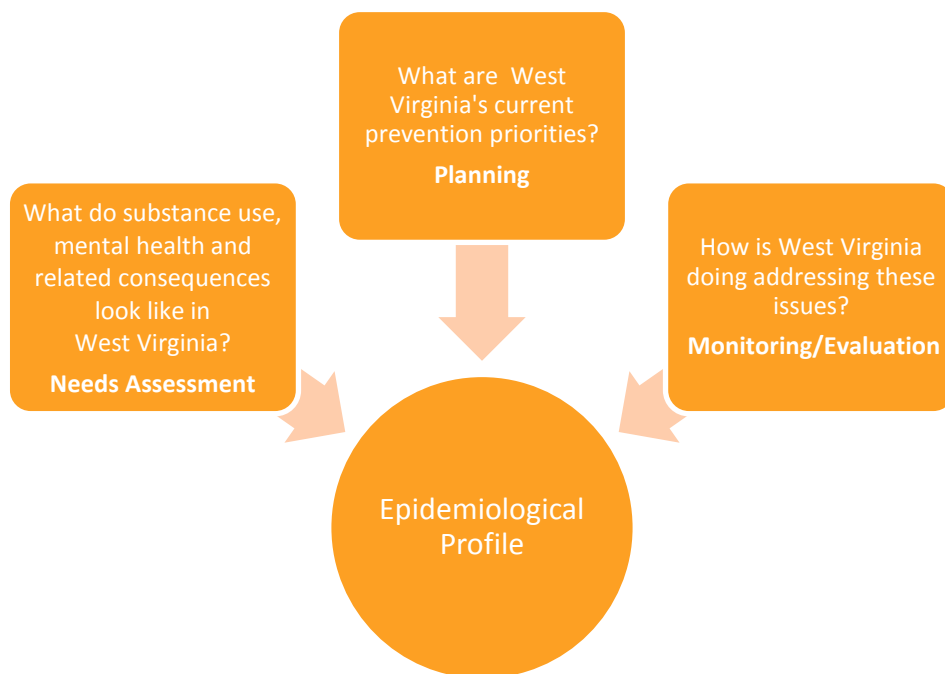 What do substance use,
mental health and
related consequences
look like in
West Virginia?
Needs Assessment
What are  West
Virginia's current
prevention priorities?
Planning
How is West Virginia
doing addressing these
issues?
Monitoring/Evaluation
Epidemiological
Profile